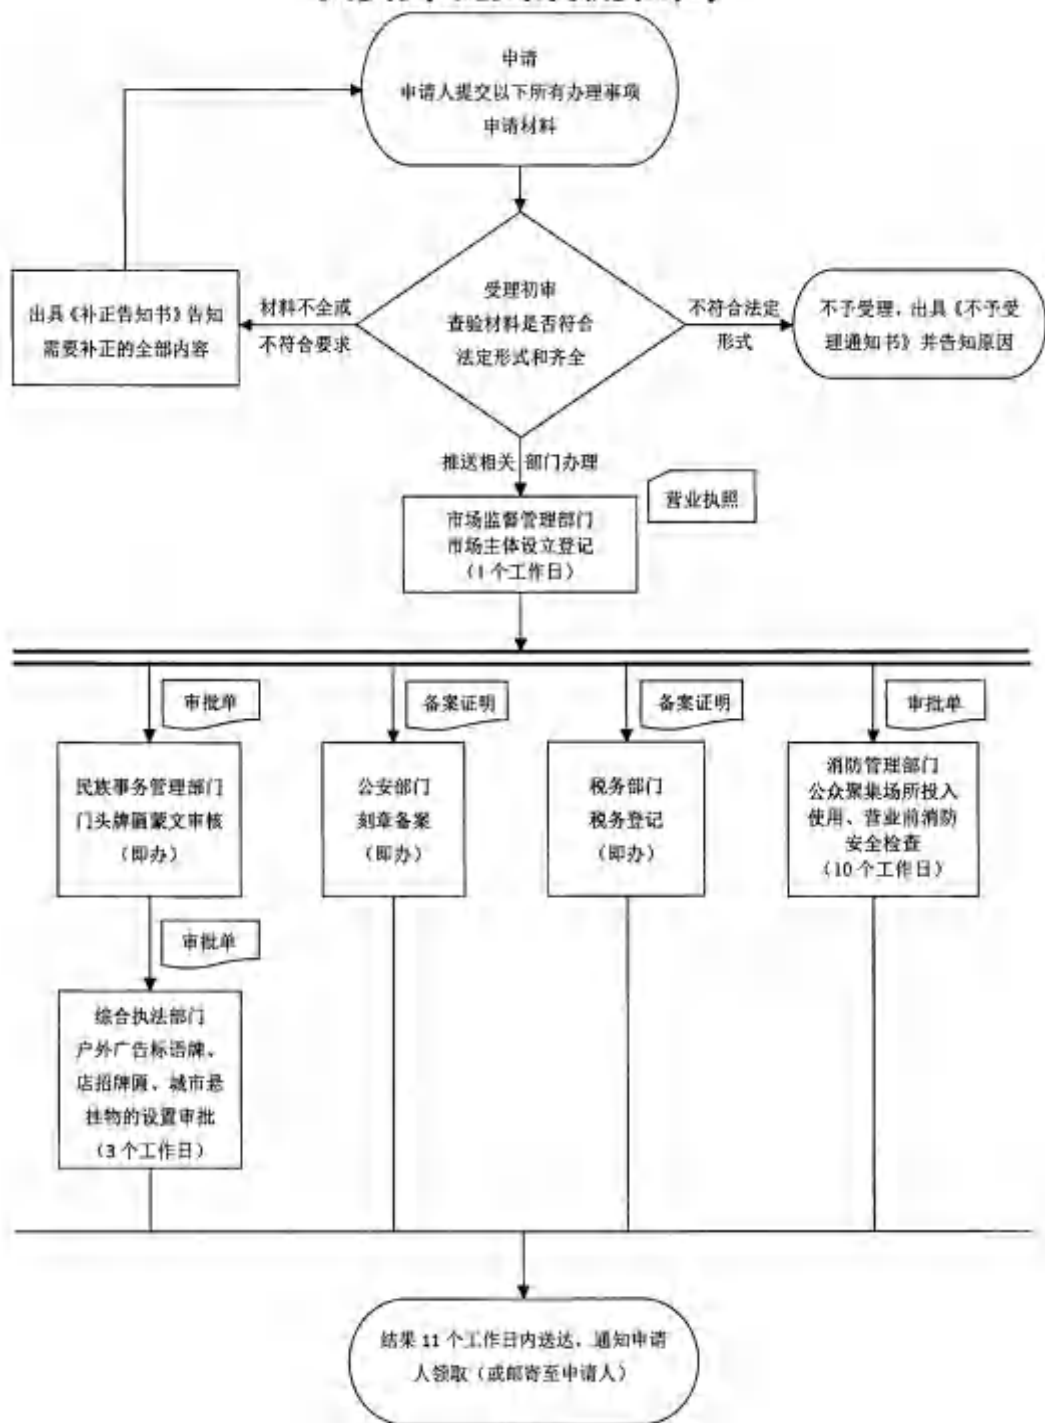 申请
申请人提交以下所有办理事项
申请材料
受理初审
查验材料是否符合
法定形式和齐全
材料不全或
不符合要求
出具《补正告知书》告知
需要补正的全部内容
不符合法定
形式
不予受理，出具《不予受
理通知书》并告知原因
推送相关 部门办理
营业执照
市场监督管理部门
市场主体设立登记
（1个工作日）
审批单
备案证明
备案证明
审批单
民族事务管理部门
门头牌匾蒙文审核
（即办）
公安部门
刻章备案
（即办）
税务部门
税务登记
（即办）
消防管理部门
公众聚集场所投入
使用、营业前消防
安全检查
（10个工作日）
审批单
综合执法部门
户外广告标语牌、
店招牌匾、城市悬
挂物的设置审批
（3个工作日）
结果11个工作日内送达，通知申请
人领取（或邮寄至申请人）